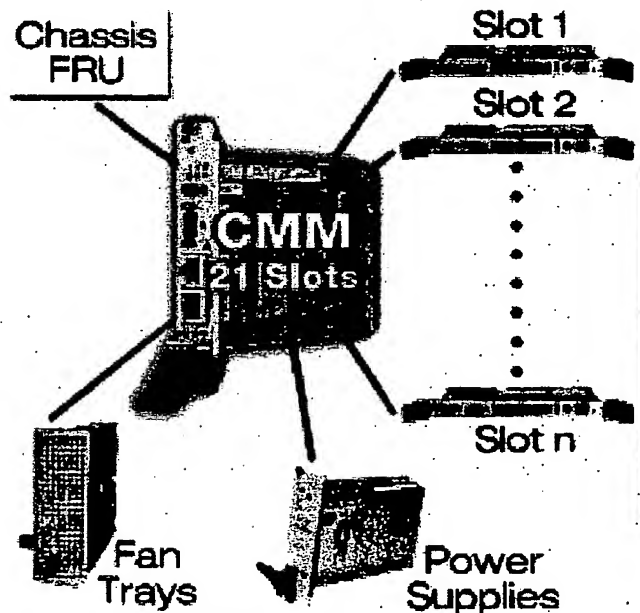 Chassis
FRU
Slot 1
Slot 2
CMM
21 Slots
Slot n
Fan
Trays
Power
Supplies